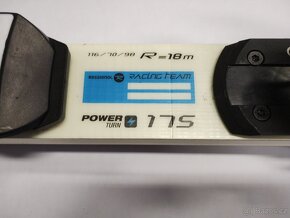 116/70/98 R=18m
ROSSIGNOL RACING TEAM
POWER TURN 175